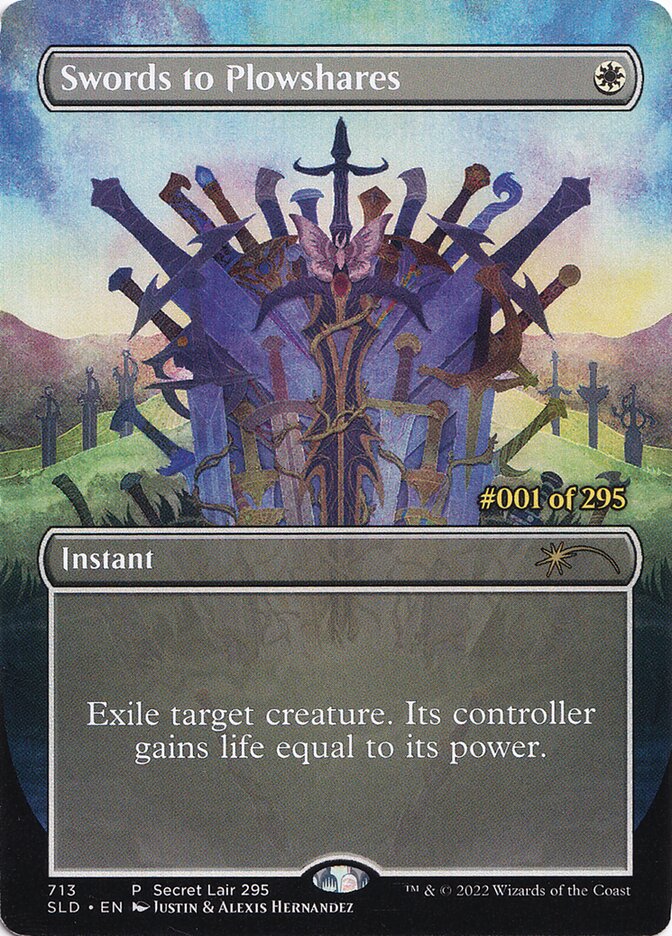 Swords to Plowshares
#001 of 295
Instant
Exile target creature. Its controller
gains life equal to its power.
713 P Secret Lair 295
™ & © 2022 Wizards of the Coast
SLD • EN Justin & Alexis Hernandez